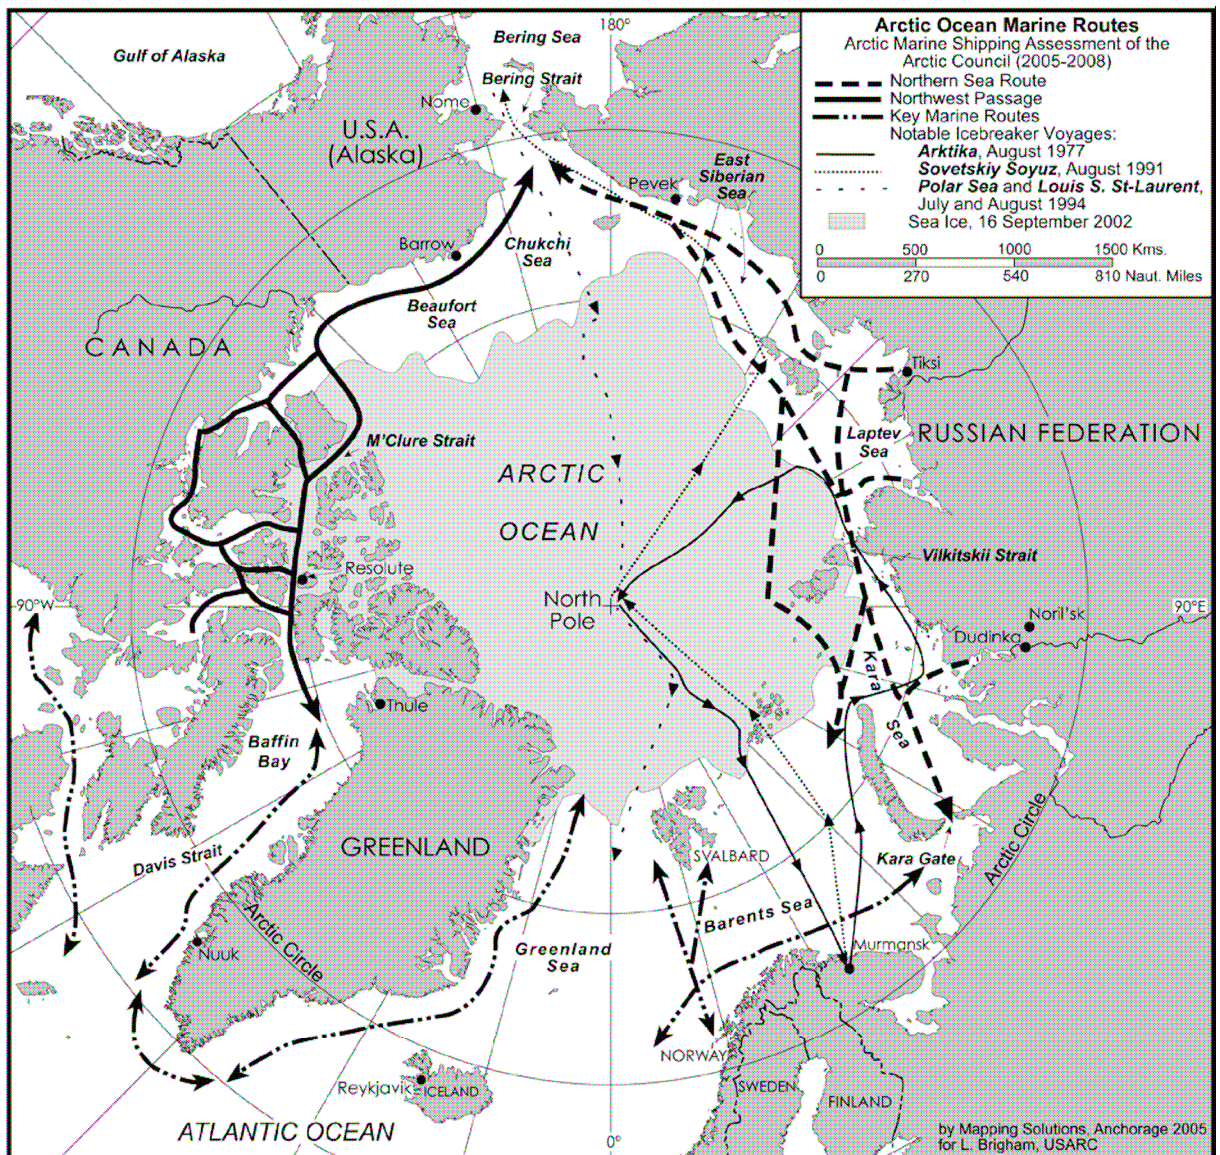 Arctic Ocean Marine Routes
Arctic Marine Shipping Assessment of the
Arctic Council (2005-2008)
Northern Sea Route
Northwest Passage
Key Marine Routes
Notable Icebreaker Voyages:
Arktika, August 1977
Sovetskiy Soyuz, August 1991
Polar Sea and Louis S. St-Laurent,
July and August 1994
Sea Ice, 16 September 2002
0 500 1000 1500 Kms.
0 270 540 810 Naut. Miles
180°
Bering Sea
Gulf of Alaska
Bering Strait
Nome
U.S.A.
(Alaska)
East
Siberian
Sea
Pevek
Barrow
Chukchi
Sea
Beaufort
Sea
CANADA
Tiksi
M'Clure Strait
Laptev
Sea
RUSSIAN FEDERATION
ARCTIC
OCEAN
Vilkitskii Strait
Resolute
North
Pole
90°W
90°E
Noril'sk
Dudinka
Kara
Sea
Thule
Baffin
Bay
Davis Strait
GREENLAND
SVALBARD
Kara Gate
Arctic Circle
Barents Sea
Arctic Circle
Nuuk
Greenland
Sea
Murmansk
NORWAY
Reykjavik
ICELAND
SWEDEN
FINLAND
ATLANTIC OCEAN
0°
by Mapping Solutions, Anchorage 2005
for L. Brigham, USARC